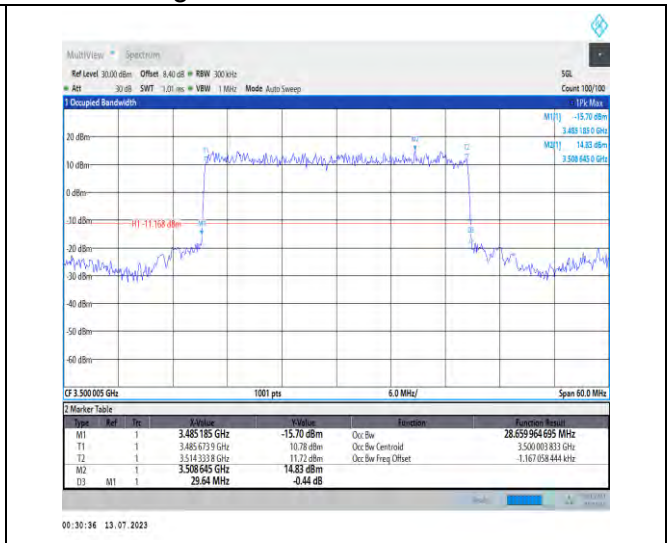 MultiView Spectrum
Ref Level 30.00 dBm Offset 8.40 dB RBW 300 kHz SGL
Att 30 dB SWT 1.01 ms VBW 1 MHz Mode Auto Sweep Count 100/100
1 Occupied Bandwidth 1Pk Max
M1[1] -15.70 dBm
3.485 185 0 GHz
M2[1] 14.83 dBm
3.508 645 0 GHz
20 dBm
10 dBm
0 dBm
-10 dBm
H1 -11.168 dBm
M1
T1
M2
T2
D3
-20 dBm
-30 dBm
-40 dBm
-50 dBm
-60 dBm
CF 3.500 005 GHz 1001 pts 6.0 MHz/ Span 60.0 MHz
2 Marker Table
Type Ref Trc X-Value Y-Value Function Function Result
M1 1 3.485 185 GHz -15.70 dBm Occ Bw 28.659 964 695 MHz
T1 1 3.485 673 9 GHz 10.78 dBm Occ Bw Centroid 3.500 003 833 GHz
T2 1 3.514 333 8 GHz 11.72 dBm Occ Bw Freq Offset -1.167 058 444 kHz
M2 1 3.508 645 GHz 14.83 dBm
D3 M1 1 29.64 MHz -0.44 dB
00:30:36 13.07.2023